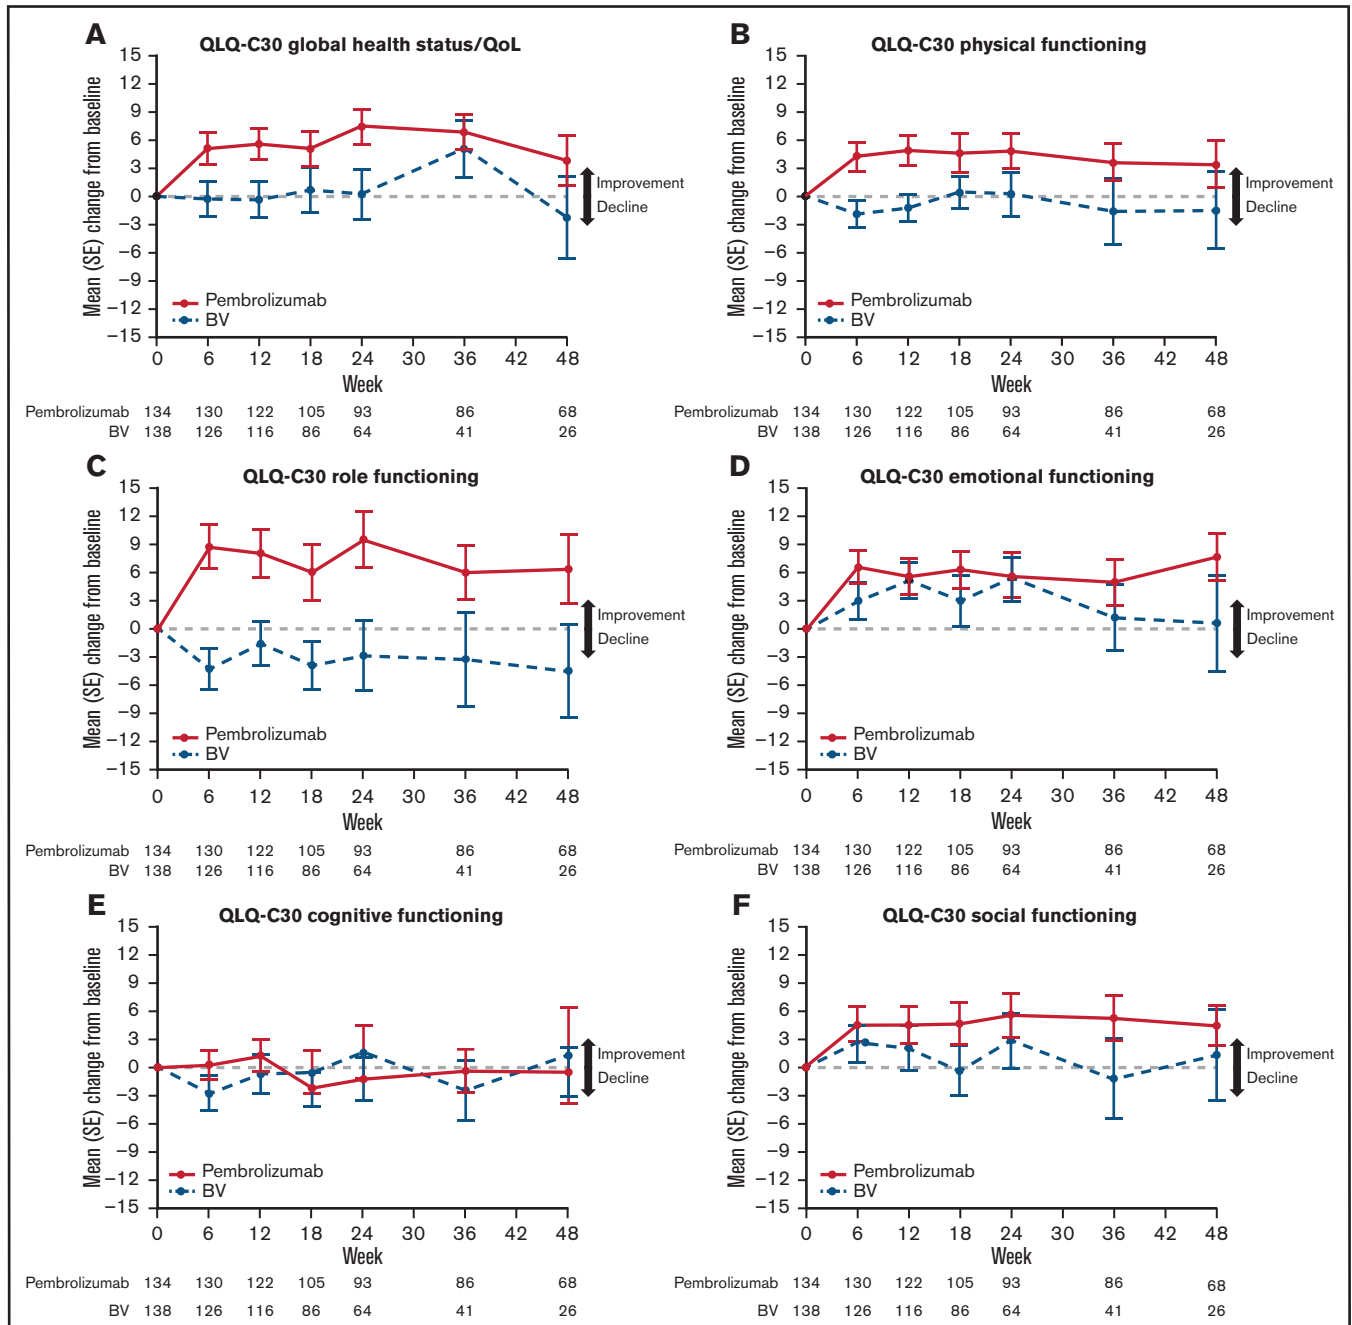 A
QLQ-C30 global health status/QoL
Mean (SE) change from baseline
15
12
9
6
3
0
−3
−6
−9
−12
−15
Improvement
Decline
Pembrolizumab
BV
0 6 12 18 24 30 36 42 48
Week
Pembrolizumab 134 130 122 105 93 86 68
BV 138 126 116 86 64 41 26
B
QLQ-C30 physical functioning
Mean (SE) change from baseline
15
12
9
6
3
0
−3
−6
−9
−12
−15
Improvement
Decline
Pembrolizumab
BV
0 6 12 18 24 30 36 42 48
Week
Pembrolizumab 134 130 122 105 93 86 68
BV 138 126 116 86 64 41 26
C
QLQ-C30 role functioning
Mean (SE) change from baseline
15
12
9
6
3
0
−3
−6
−9
−12
−15
Improvement
Decline
Pembrolizumab
BV
0 6 12 18 24 30 36 42 48
Week
Pembrolizumab 134 130 122 105 93 86 68
BV 138 126 116 86 64 41 26
D
QLQ-C30 emotional functioning
Mean (SE) change from baseline
15
12
9
6
3
0
−3
−6
−9
−12
−15
Improvement
Decline
Pembrolizumab
BV
0 6 12 18 24 30 36 42 48
Week
Pembrolizumab 134 130 122 105 93 86 68
BV 138 126 116 86 64 41 26
E
QLQ-C30 cognitive functioning
Mean (SE) change from baseline
15
12
9
6
3
0
−3
−6
−9
−12
−15
Improvement
Decline
Pembrolizumab
BV
0 6 12 18 24 30 36 42 48
Week
Pembrolizumab 134 130 122 105 93 86 68
BV 138 126 116 86 64 41 26
F
QLQ-C30 social functioning
Mean (SE) change from baseline
15
12
9
6
3
0
−3
−6
−9
−12
−15
Improvement
Decline
Pembrolizumab
BV
0 6 12 18 24 30 36 42 48
Week
Pembrolizumab 134 130 122 105 93 86 68
BV 138 126 116 86 64 41 26